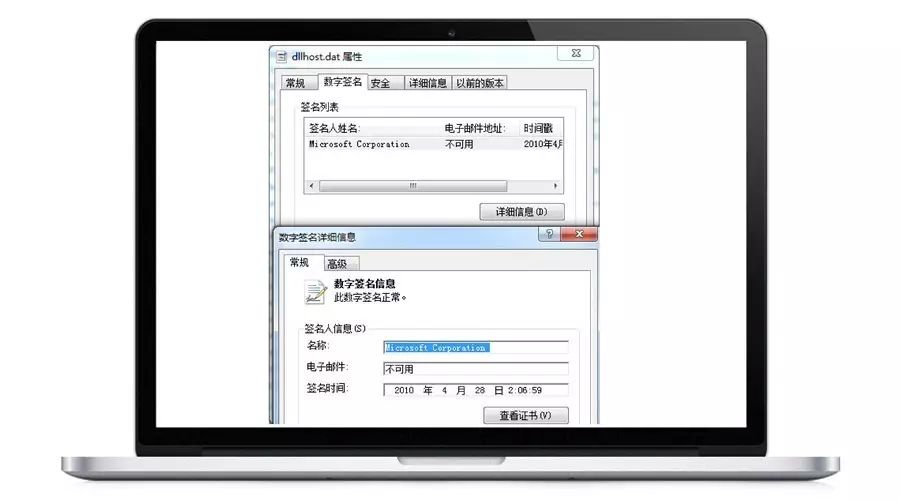 dllhost.dat 属性
常规 数字签名 安全 详细信息 以前的版本
签名列表
签名人姓名: 电子邮件地址: 时间戳
Microsoft Corporation 不可用 2010年4月
详细信息(D)
数字签名详细信息
常规 高级
数字签名信息
此数字签名正常。
签名人信息(S)
名称: Microsoft Corporation
电子邮件: 不可用
签名时间: 2010 年 4 月 28 日 2:06:59
查看证书(V)